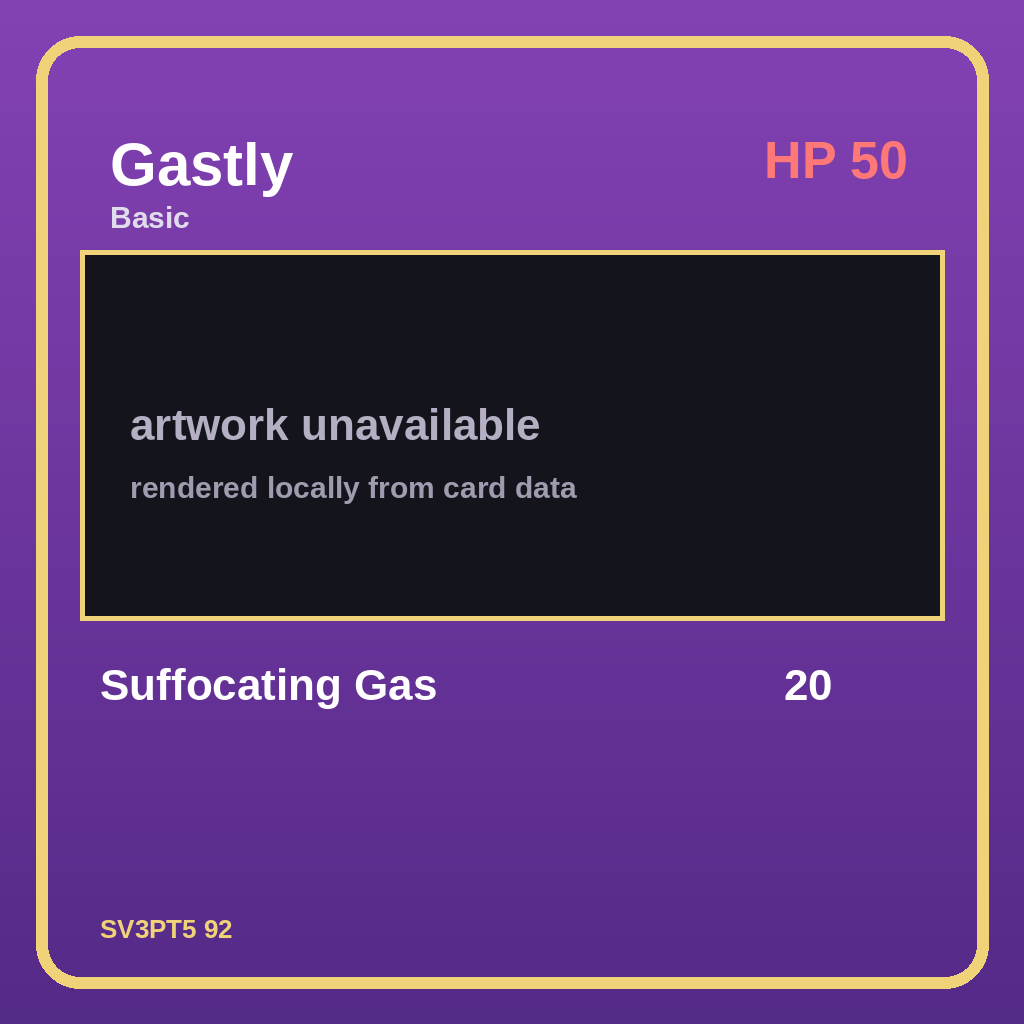 Gastly
HP 50
Basic
artwork unavailable
rendered locally from card data
Suffocating Gas 20
SV3PT5 92